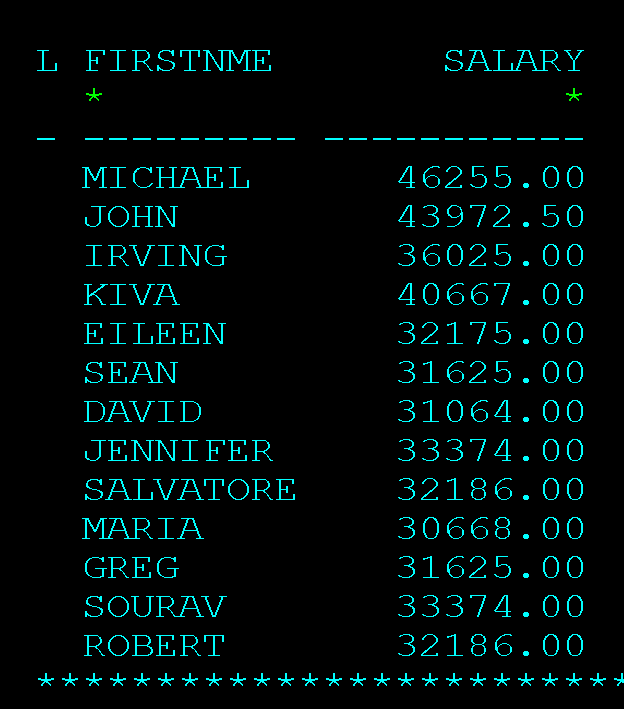 L FIRSTNME SALARY
* *
- --------- -----------
MICHAEL 46255.00
JOHN 43972.50
IRVING 36025.00
KIVA 40667.00
EILEEN 32175.00
SEAN 31625.00
DAVID 31064.00
JENNIFER 33374.00
SALVATORE 32186.00
MARIA 30668.00
GREG 31625.00
SOURAV 33374.00
ROBERT 32186.00
*************************